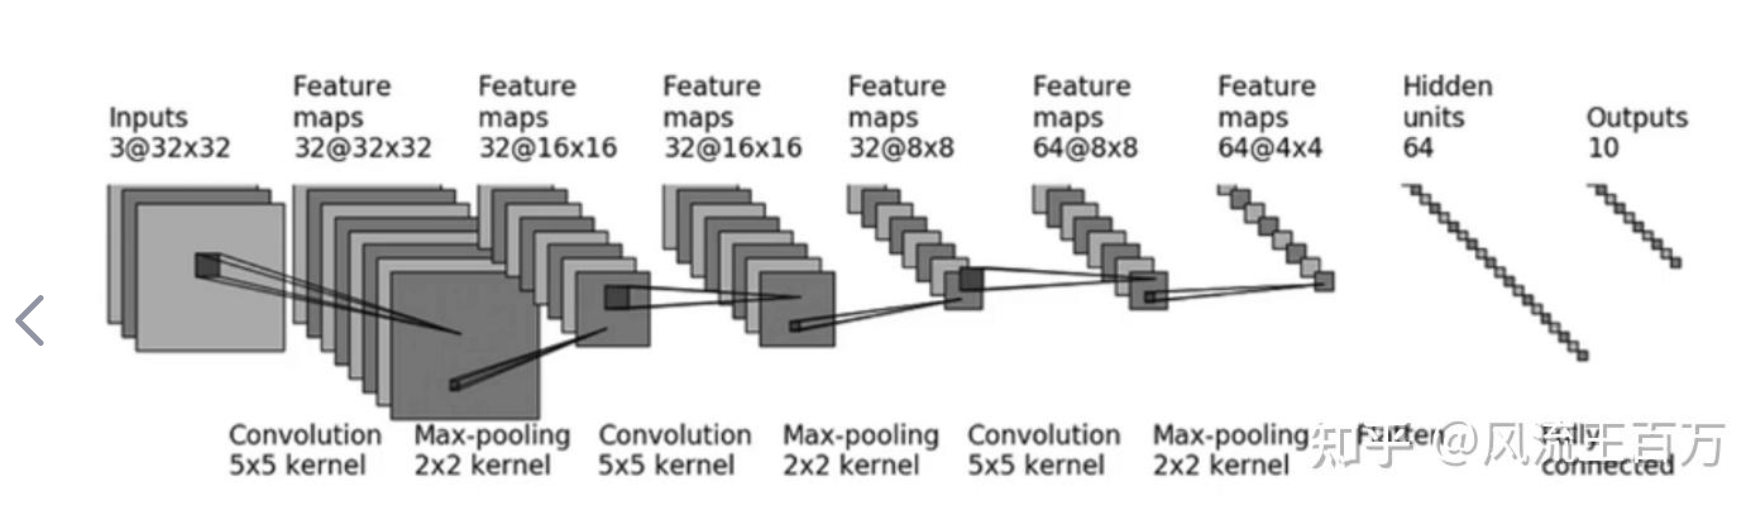 Inputs
3@32x32
Feature
maps
32@32x32
Feature
maps
32@16x16
Feature
maps
32@16x16
Feature
maps
32@8x8
Feature
maps
64@8x8
Feature
maps
64@4x4
Hidden
units
64
Outputs
10
Convolution
5x5 kernel
Max-pooling
2x2 kernel
Convolution
5x5 kernel
Max-pooling
2x2 kernel
Convolution
5x5 kernel
Max-pooling
2x2 kernel
Flatten
Fully
connected
知乎 @风流王百万